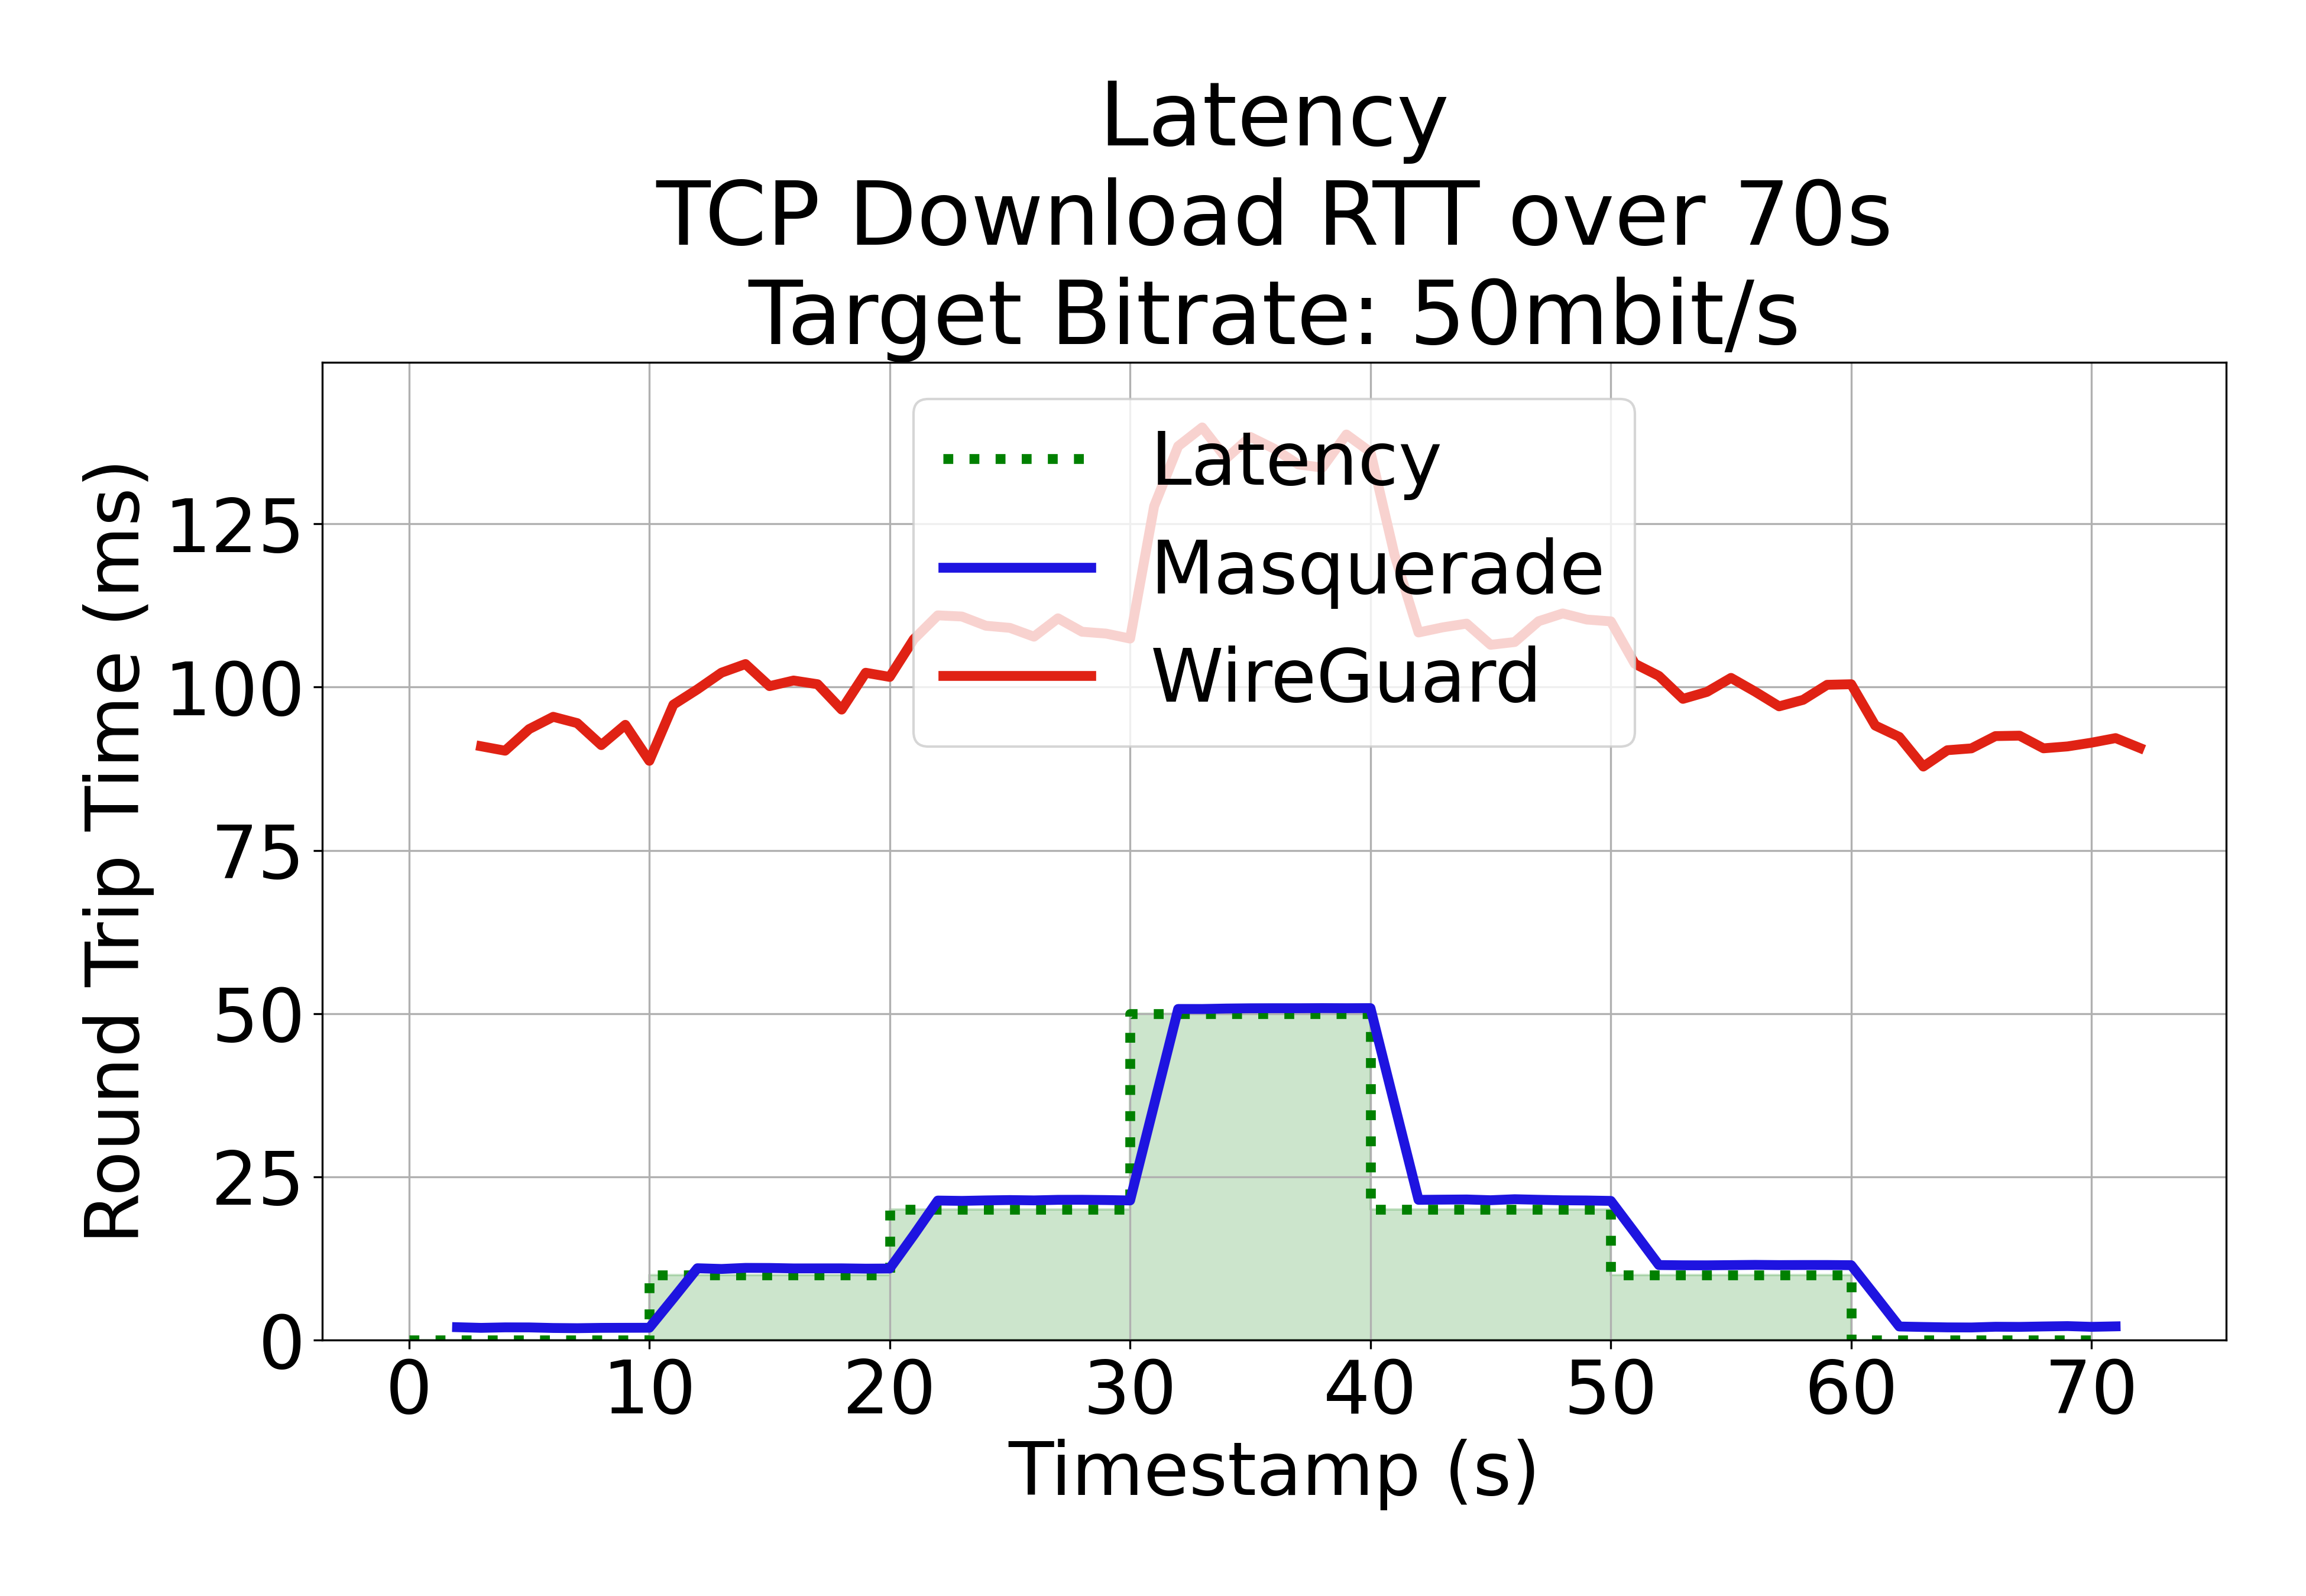 Latency
TCP Download RTT over 70s
Target Bitrate: 50mbit/s
Round Trip Time (ms)
125
100
75
50
25
0
Latency
Masquerade
WireGuard
0 10 20 30 40 50 60 70
Timestamp (s)